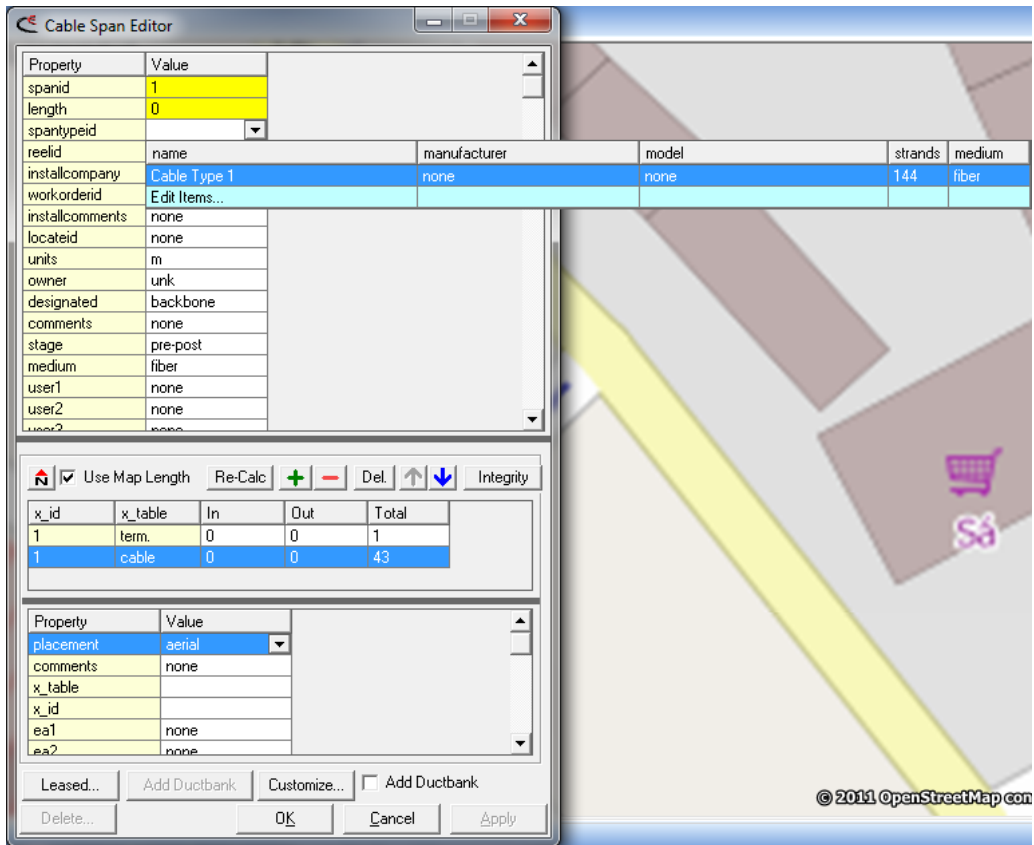 Cable Span Editor
Property Value
spanid 1
length 0
spantypeid
reelid
name manufacturer model strands medium
installcompany
Cable Type 1 none none 144 fiber
workorderid
Edit Items...
installcomments none
locateid none
units m
owner unk
designated backbone
comments none
stage pre-post
medium fiber
user1 none
user2 none
user3 none
Use Map Length Re-Calc Del. Integrity
x_id x_table In Out Total
1 term. 0 0 1
1 cable 0 0 43
Property Value
placement aerial
comments none
x_table
x_id
ea1 none
ea2 none
Leased... Add Ductbank Customize... Add Ductbank
Delete... OK Cancel Apply
Sá
© 2011 OpenStreetMap con